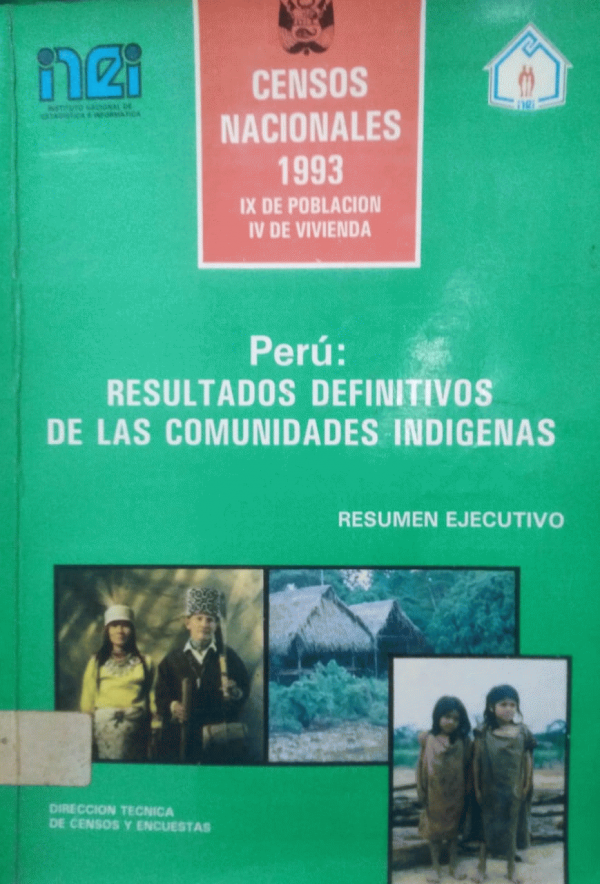 inei
INSTITUTO NACIONAL DE
ESTADISTICA E INFORMATICA
CENSOS
NACIONALES
1993
IX DE POBLACION
IV DE VIVIENDA
inei
Perú:
RESULTADOS DEFINITIVOS
DE LAS COMUNIDADES INDIGENAS
RESUMEN EJECUTIVO
DIRECCION TECNICA
DE CENSOS Y ENCUESTAS